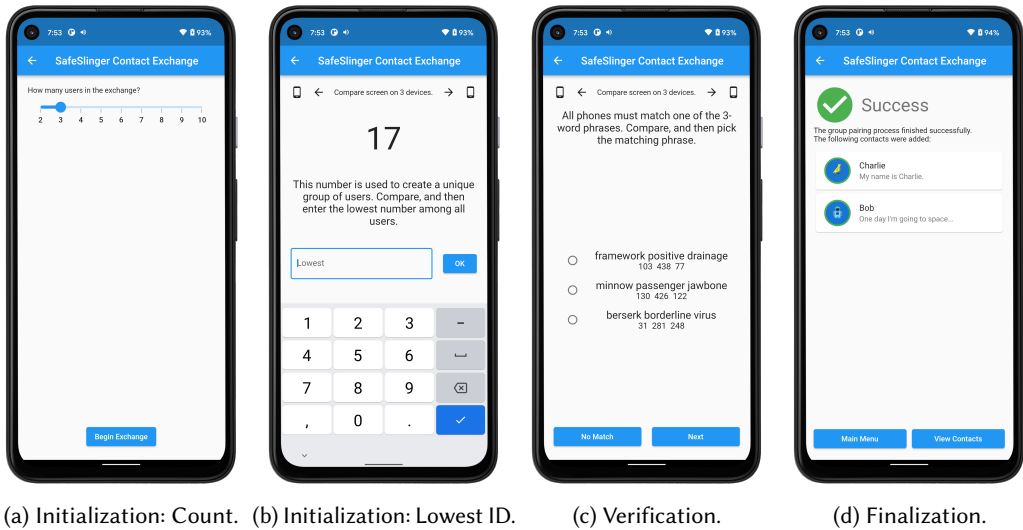 7:53 93%
SafeSlinger Contact Exchange
How many users in the exchange?
2 3 4 5 6 7 8 9 10
Begin Exchange
(a) Initialization: Count.
7:53 93%
SafeSlinger Contact Exchange
Compare screen on 3 devices.
17
This number is used to create a unique
group of users. Compare, and then
enter the lowest number among all
users.
Lowest
OK
1 2 3 -
4 5 6
7 8 9
, 0 .
(b) Initialization: Lowest ID.
7:53 93%
SafeSlinger Contact Exchange
Compare screen on 3 devices.
All phones must match one of the 3-
word phrases. Compare, and then pick
the matching phrase.
framework positive drainage
103 438 77
minnow passenger jawbone
130 426 122
berserk borderline virus
31 281 248
No Match Next
(c) Verification.
7:53 94%
SafeSlinger Contact Exchange
Success
The group pairing process finished successfully.
The following contacts were added:
Charlie
My name is Charlie.
Bob
One day I'm going to space...
Main Menu View Contacts
(d) Finalization.